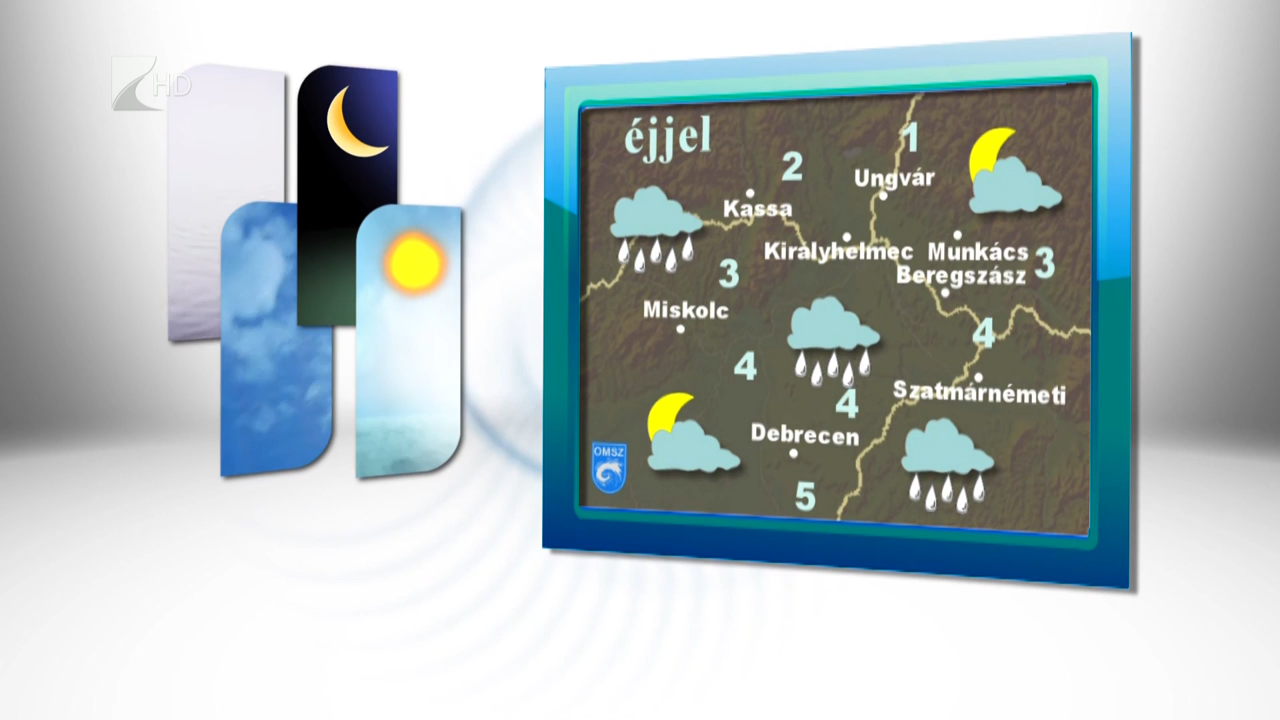 HD
éjjel
1
2
Ungvár
Kassa
Királyhelmec
Munkács
3
Beregszász
3
Miskolc
4
4
Szatmárnémeti
4
Debrecen
OMSZ
5